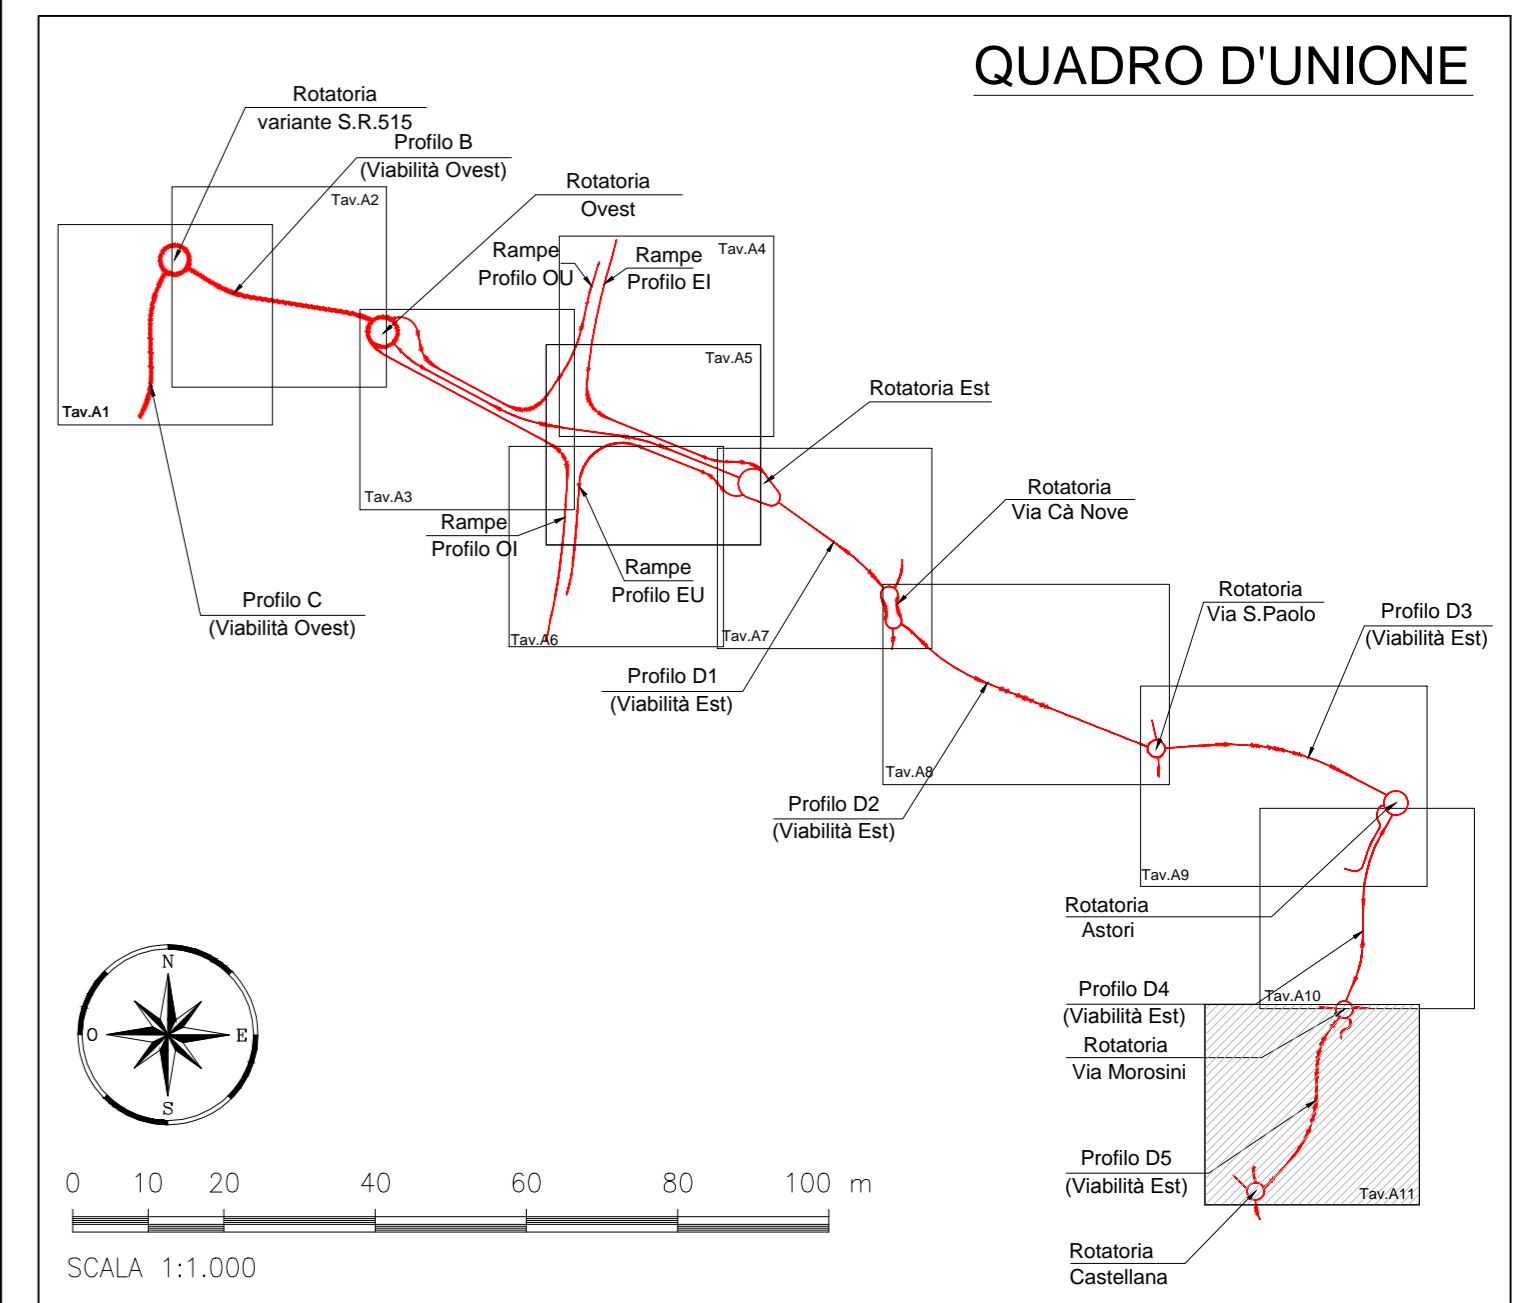 QUADRO D'UNIONE
Rotatoria
variante S.R.515
Profilo B
(Viabilità Ovest)
Rotatoria
Ovest
Tav.A2
Tav.A1
Rampe
Profilo OU
Rampe
Profilo EI
Tav.A4
Tav.A5
Rotatoria Est
Tav.A3
Rampe
Profilo OI
Rampe
Profilo EU
Rotatoria
Via Cà Nove
Profilo C
(Viabilità Ovest)
Tav.A6
Tav.A7
Rotatoria
Via S.Paolo
Profilo D3
(Viabilità Est)
Profilo D1
(Viabilità Est)
Tav.A8
Profilo D2
(Viabilità Est)
Tav.A9
Rotatoria
Astori
Profilo D4
(Viabilità Est)
Tav.A10
Rotatoria
Via Morosini
Profilo D5
(Viabilità Est)
Tav.A11
Rotatoria
Castellana
N
O
E
S
0 10 20 40 60 80 100 m
SCALA 1:1.000